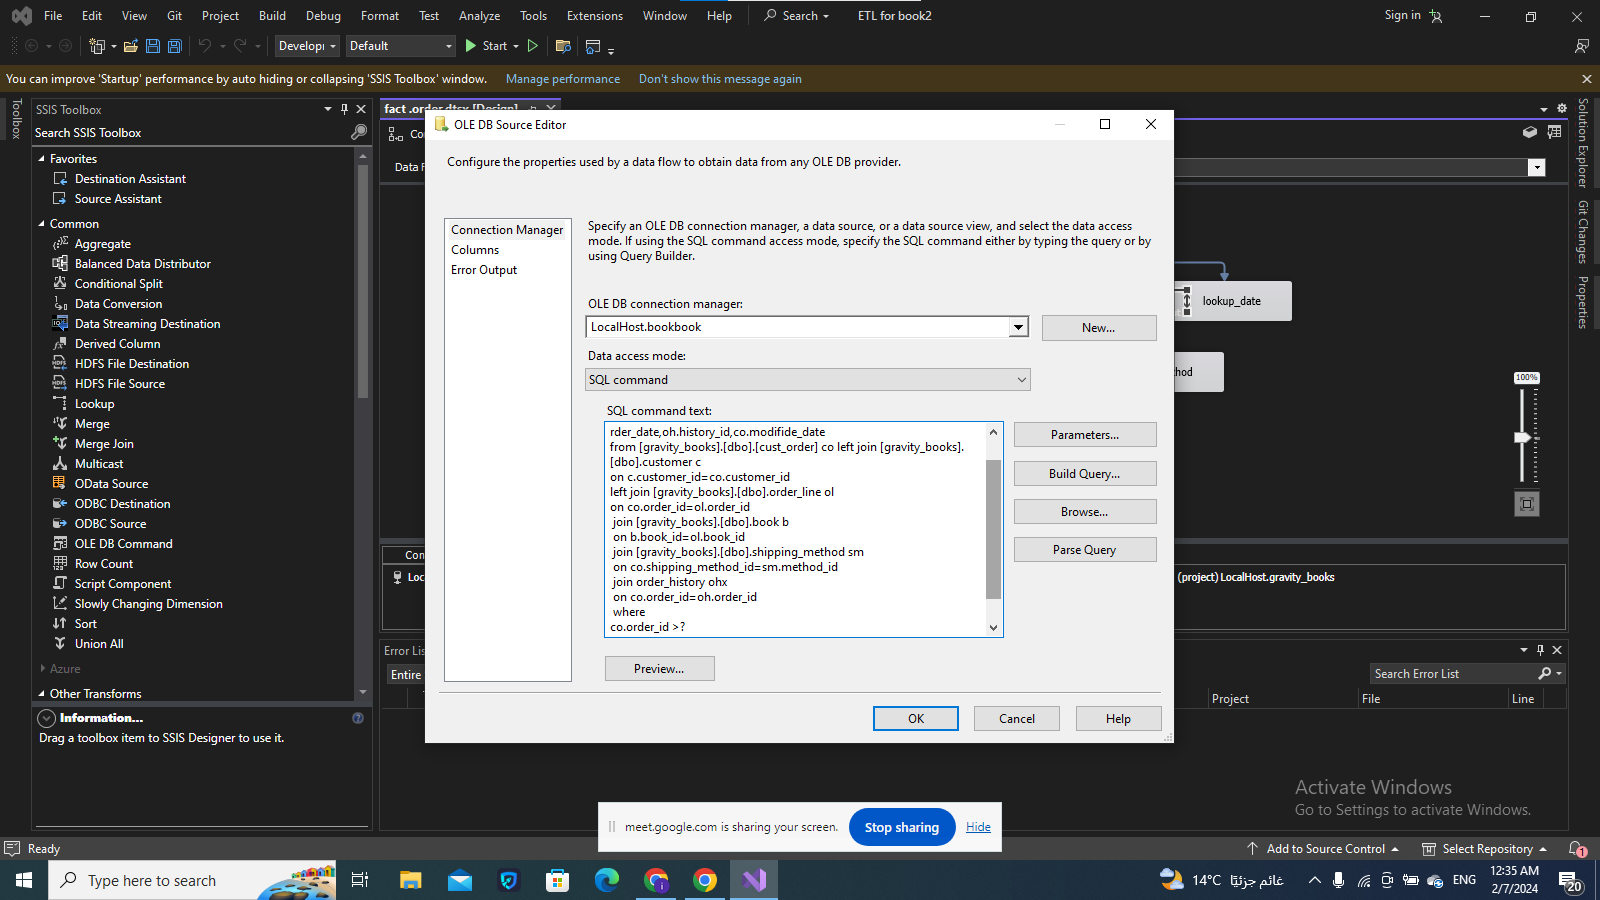 File Edit View Git Project Build Debug Format Test Analyze Tools Extensions Window Help Search ETL for book2 Sign in
Develop Default Start
You can improve 'Startup' performance by auto hiding or collapsing 'SSIS Toolbox' window. Manage performance Don't show this message again
Toolbox
SSIS Toolbox
Search SSIS Toolbox
Favorites
Destination Assistant
Source Assistant
Common
Aggregate
Balanced Data Distributor
Conditional Split
Data Conversion
Data Streaming Destination
Derived Column
HDFS File Destination
HDFS File Source
Lookup
Merge
Merge Join
Multicast
OData Source
ODBC Destination
ODBC Source
OLE DB Command
Row Count
Script Component
Slowly Changing Dimension
Sort
Union All
Azure
Other Transforms
Information...
Drag a toolbox item to SSIS Designer to use it.
fact .order.dtsx [Design]
Co
Data F
OLE DB Source Editor
Configure the properties used by a data flow to obtain data from any OLE DB provider.
Connection Manager
Columns
Error Output
Specify an OLE DB connection manager, a data source, or a data source view, and select the data access
mode. If using the SQL command access mode, specify the SQL command either by typing the query or by
using Query Builder.
OLE DB connection manager:
LocalHost.bookbook
New...
Data access mode:
SQL command
SQL command text:
rder_date,oh.history_id,co.modifide_date
from [gravity_books].[dbo].[cust_order] co left join [gravity_books].
[dbo].customer c
on c.customer_id=co.customer_id
left join [gravity_books].[dbo].order_line ol
on co.order_id=ol.order_id
join [gravity_books].[dbo].book b
on b.book_id=ol.book_id
join [gravity_books].[dbo].shipping_method sm
on co.shipping_method_id=sm.method_id
join order_history ohx
on co.order_id=oh.order_id
where
co.order_id >?
Parameters...
Build Query...
Browse...
Parse Query
Preview...
OK Cancel Help
lookup_date
hod
100%
Solution Explorer
Git Changes
Properties
Con
Loc
(project) LocalHost.gravity_books
Error Lis
Entire
Search Error List
Project File Line
Activate Windows
Go to Settings to activate Windows.
meet.google.com is sharing your screen. Stop sharing Hide
Ready Add to Source Control Select Repository 1
Type here to search 14°C غائم جزئيًا ENG 12:35 AM
2/7/2024 20